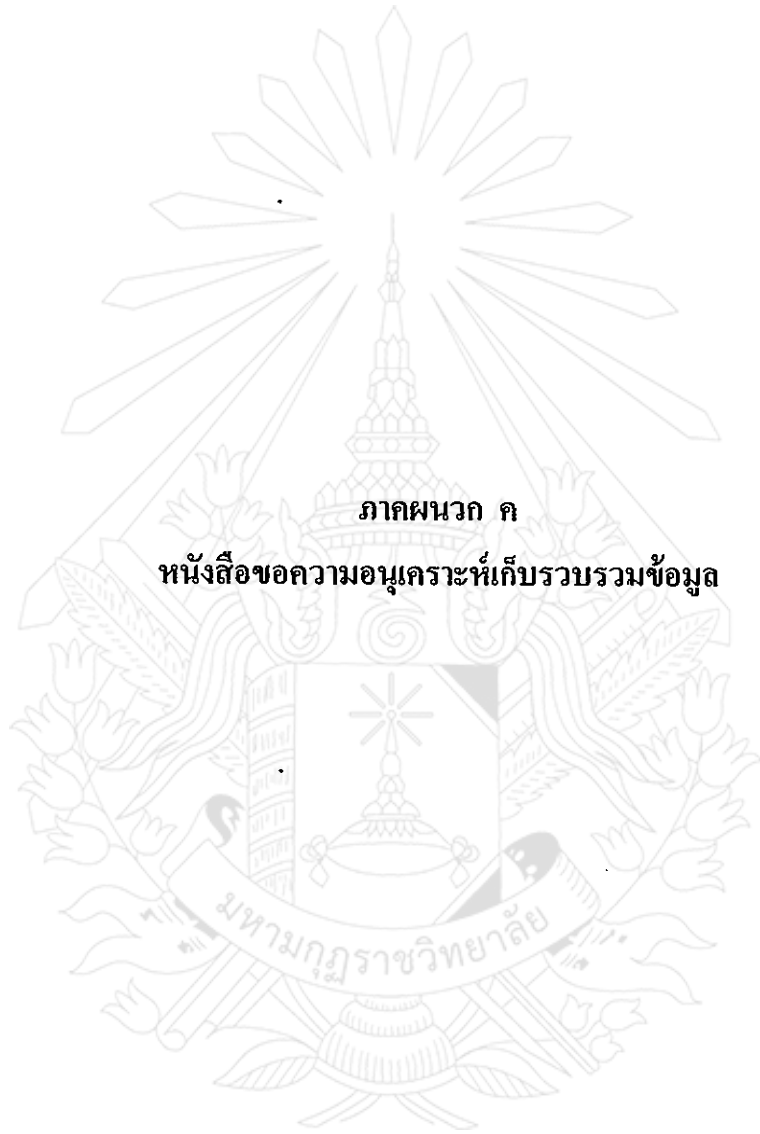 ภาคผนวก ค
หนังสือขอความอนุเคราะห์เก็บรวบรวมข้อมูล
มหามกุฏราชวิทยาลัย